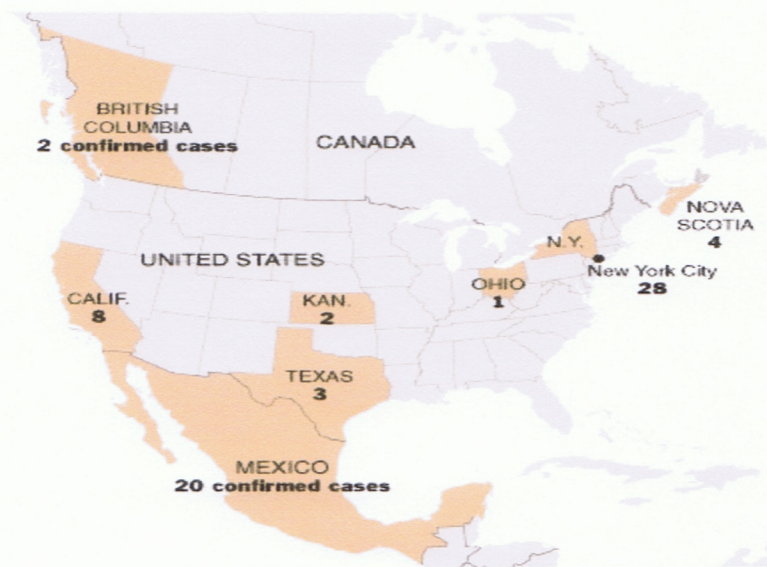 BRITISH
COLUMBIA
2 confirmed cases
CANADA
NOVA
SCOTIA
4
N.Y.
New York City
28
UNITED STATES
OHIO
1
CALIF.
8
KAN.
2
TEXAS
3
MEXICO
20 confirmed cases